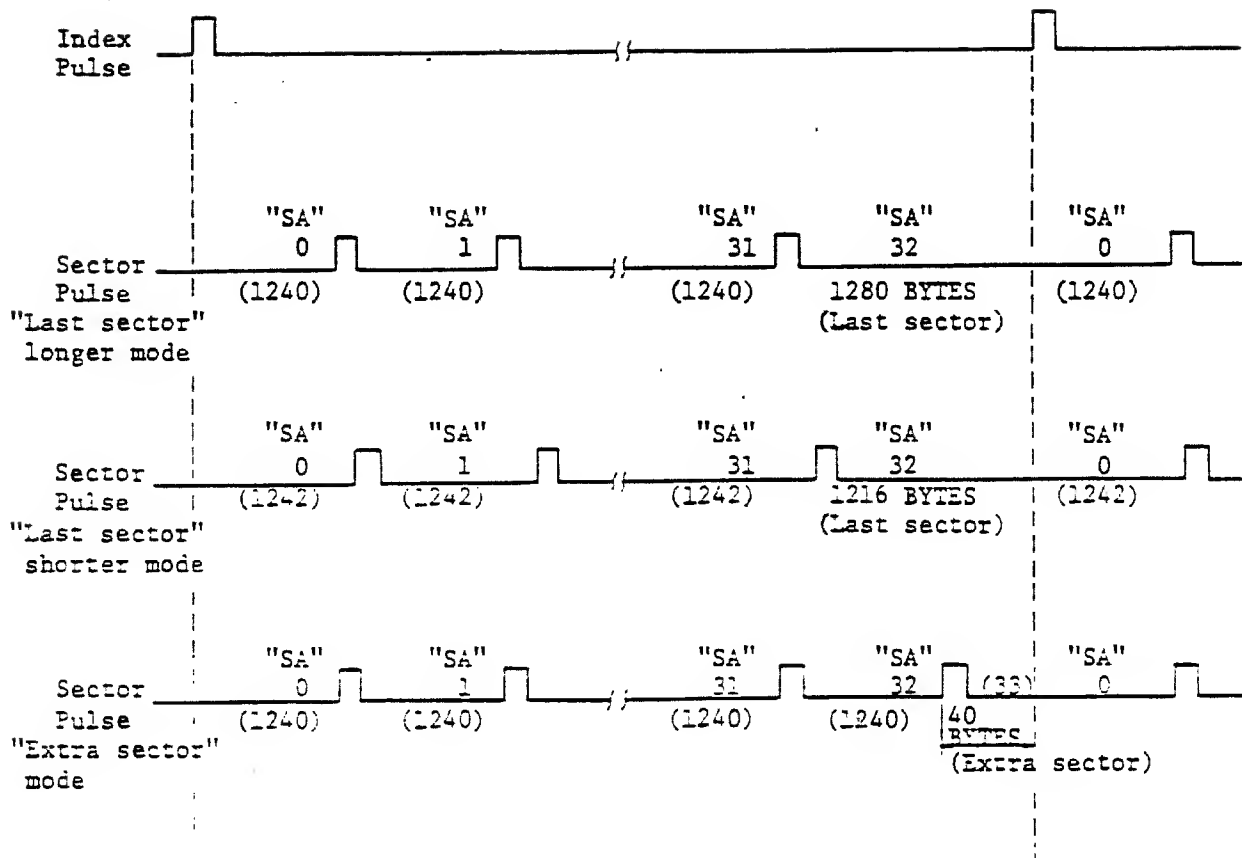 Index
Pulse
"SA" "SA" "SA" "SA" "SA"
0 1 31 32 0
Sector
Pulse
"Last sector"
longer mode
(1240) (1240) (1240) 1280 BYTES (1240)
(Last sector)
"SA" "SA" "SA" "SA" "SA"
0 1 31 32 0
Sector
Pulse
"Last sector"
shorter mode
(1242) (1242) (1242) 1216 BYTES (1242)
(Last sector)
"SA" "SA" "SA" "SA" "SA"
0 1 31 32 (33) 0
Sector
Pulse
"Extra sector"
mode
(1240) (1240) (1240) (1240) 40
BYTES
(Extra sector)